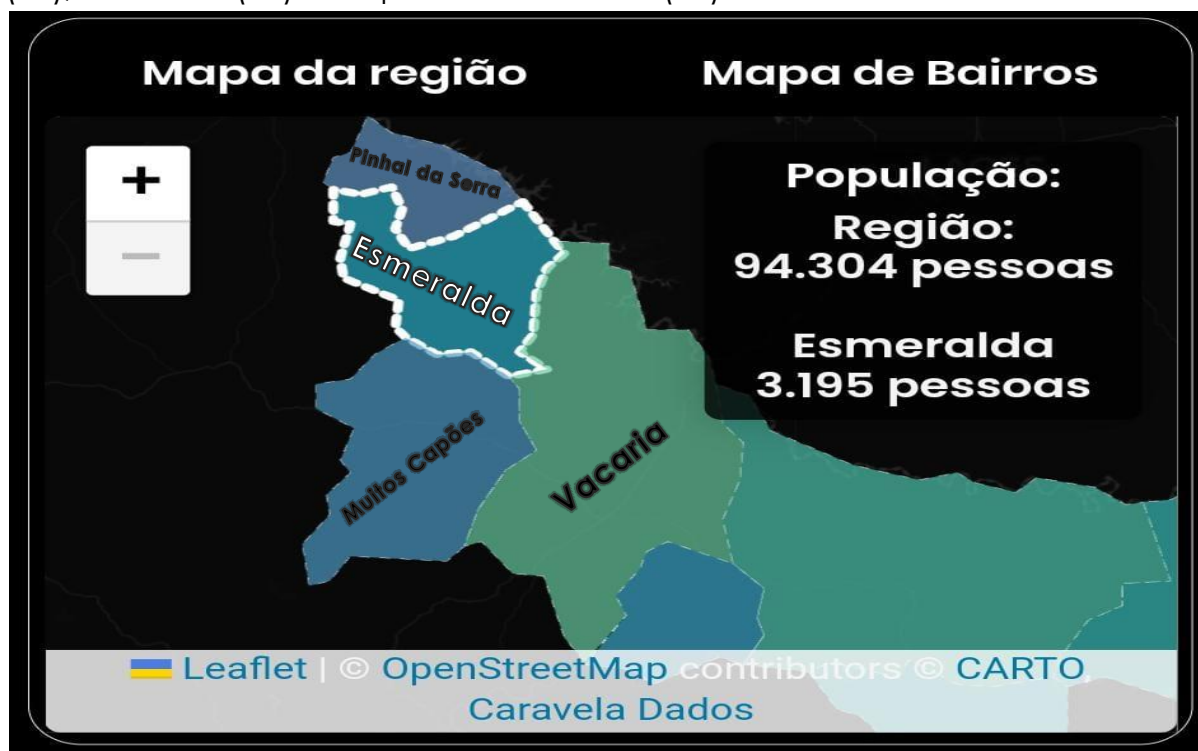 Mapa da região
Mapa de Bairros
+
−
Pinhal da Serra
Esmeralda
Muitos Capões
Vacaria
População:
Região:
94.304 pessoas
Esmeralda
3.195 pessoas
Leaflet | © OpenStreetMap contributors © CARTO,
Caravela Dados